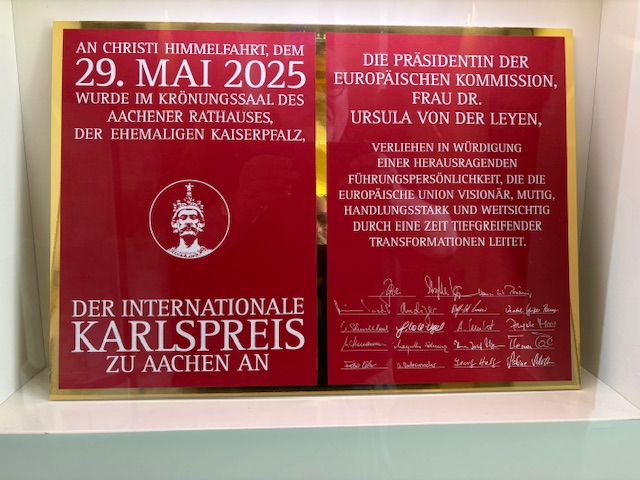 AN CHRISTI HIMMELFAHRT, DEM
29. MAI 2025
WURDE IM KRÖNUNGSSAAL DES
AACHENER RATHAUSES,
DER EHEMALIGEN KAISERPFALZ,
DER INTERNATIONALE
KARLSPREIS
ZU AACHEN AN
DIE PRÄSIDENTIN DER
EUROPÄISCHEN KOMMISSION,
FRAU DR.
URSULA VON DER LEYEN,
VERLIEHEN IN WÜRDIGUNG
EINER HERAUSRAGENDEN
FÜHRUNGSPERSÖNLICHKEIT, DIE DIE
EUROPÄISCHE UNION VISIONÄR, MUTIG,
HANDLUNGSSTARK UND WEITSICHTIG
DURCH EINE ZEIT TIEFGREIFENDER
TRANSFORMATIONEN LEITET.